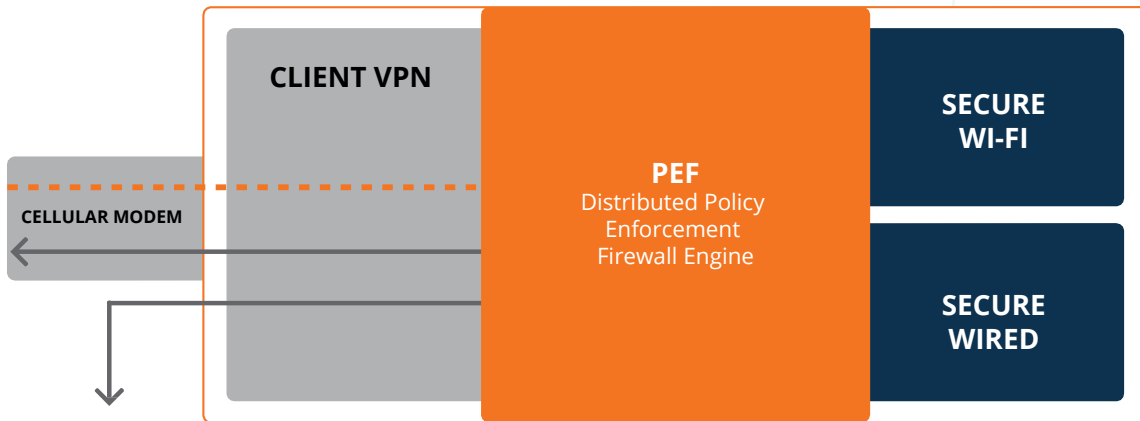 CLIENT VPN
CELLULAR MODEM
PEF
Distributed Policy
Enforcement
Firewall Engine
SECURE
WI-FI
SECURE
WIRED